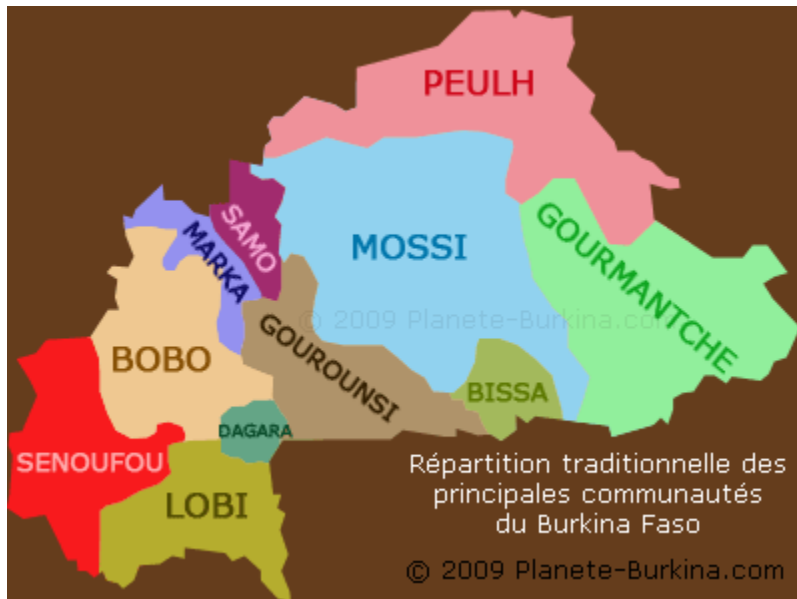 PEULH
SAMO
MARKA
MOSSI
GOURMANTCHE
© 2009 Planete-Burkina.com
BOBO
GOUROUNSI
BISSA
DAGARA
SENOUFOU
LOBI
Répartition traditionnelle des
principales communautés
du Burkina Faso
© 2009 Planete-Burkina.com